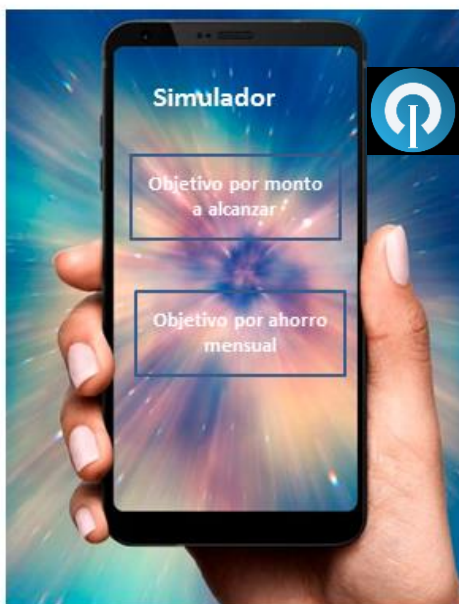 Simulador
Objetivo por monto
a alcanzar
Objetivo por ahorro
mensual